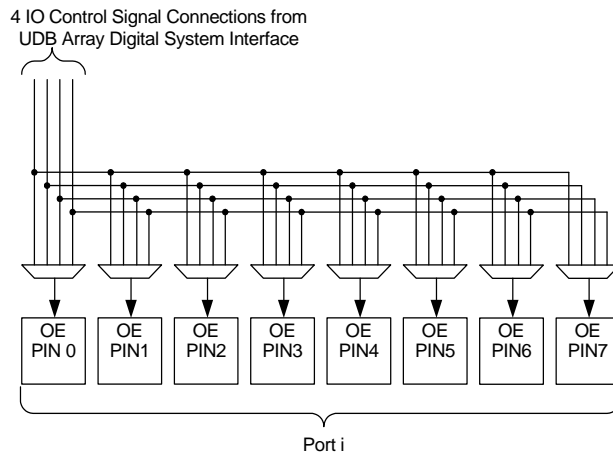 4 IO Control Signal Connections from
UDB Array Digital System Interface
OE OE OE OE OE OE OE OE
PIN 0 PIN1 PIN2 PIN3 PIN4 PIN5 PIN6 PIN7
Port i